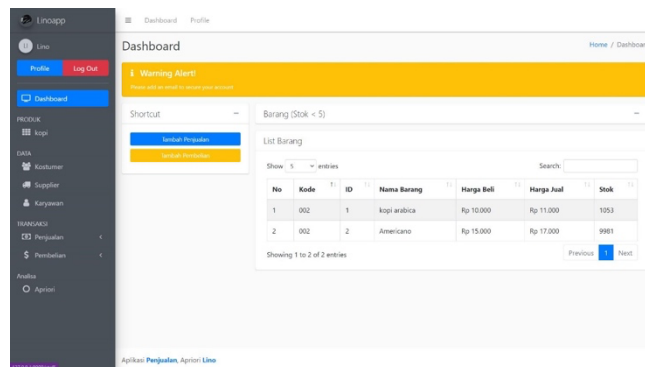 Linoapp
Dashboard Profile
Lino
Profile Log Out
Dashboard
PRODUK
kopi
DATA
Kostumer
Supplier
Karyawan
TRANSAKSI
Penjualan
Pembelian
Analisa
Apriori
Dashboard
Home / Dashboar
Warning Alert!
Please add an email to secure your account
Shortcut
Tambah Penjualan
Tambah Pembelian
Barang (Stok < 5)
List Barang
Show 5 entries
Search:
No Kode ID Nama Barang Harga Beli Harga Jual Stok
1 002 1 kopi arabica Rp 10.000 Rp 11.000 1053
2 002 2 Americano Rp 15.000 Rp 17.000 9981
Showing 1 to 2 of 2 entries
Previous 1 Next
Aplikasi Penjualan, Apriori Lino